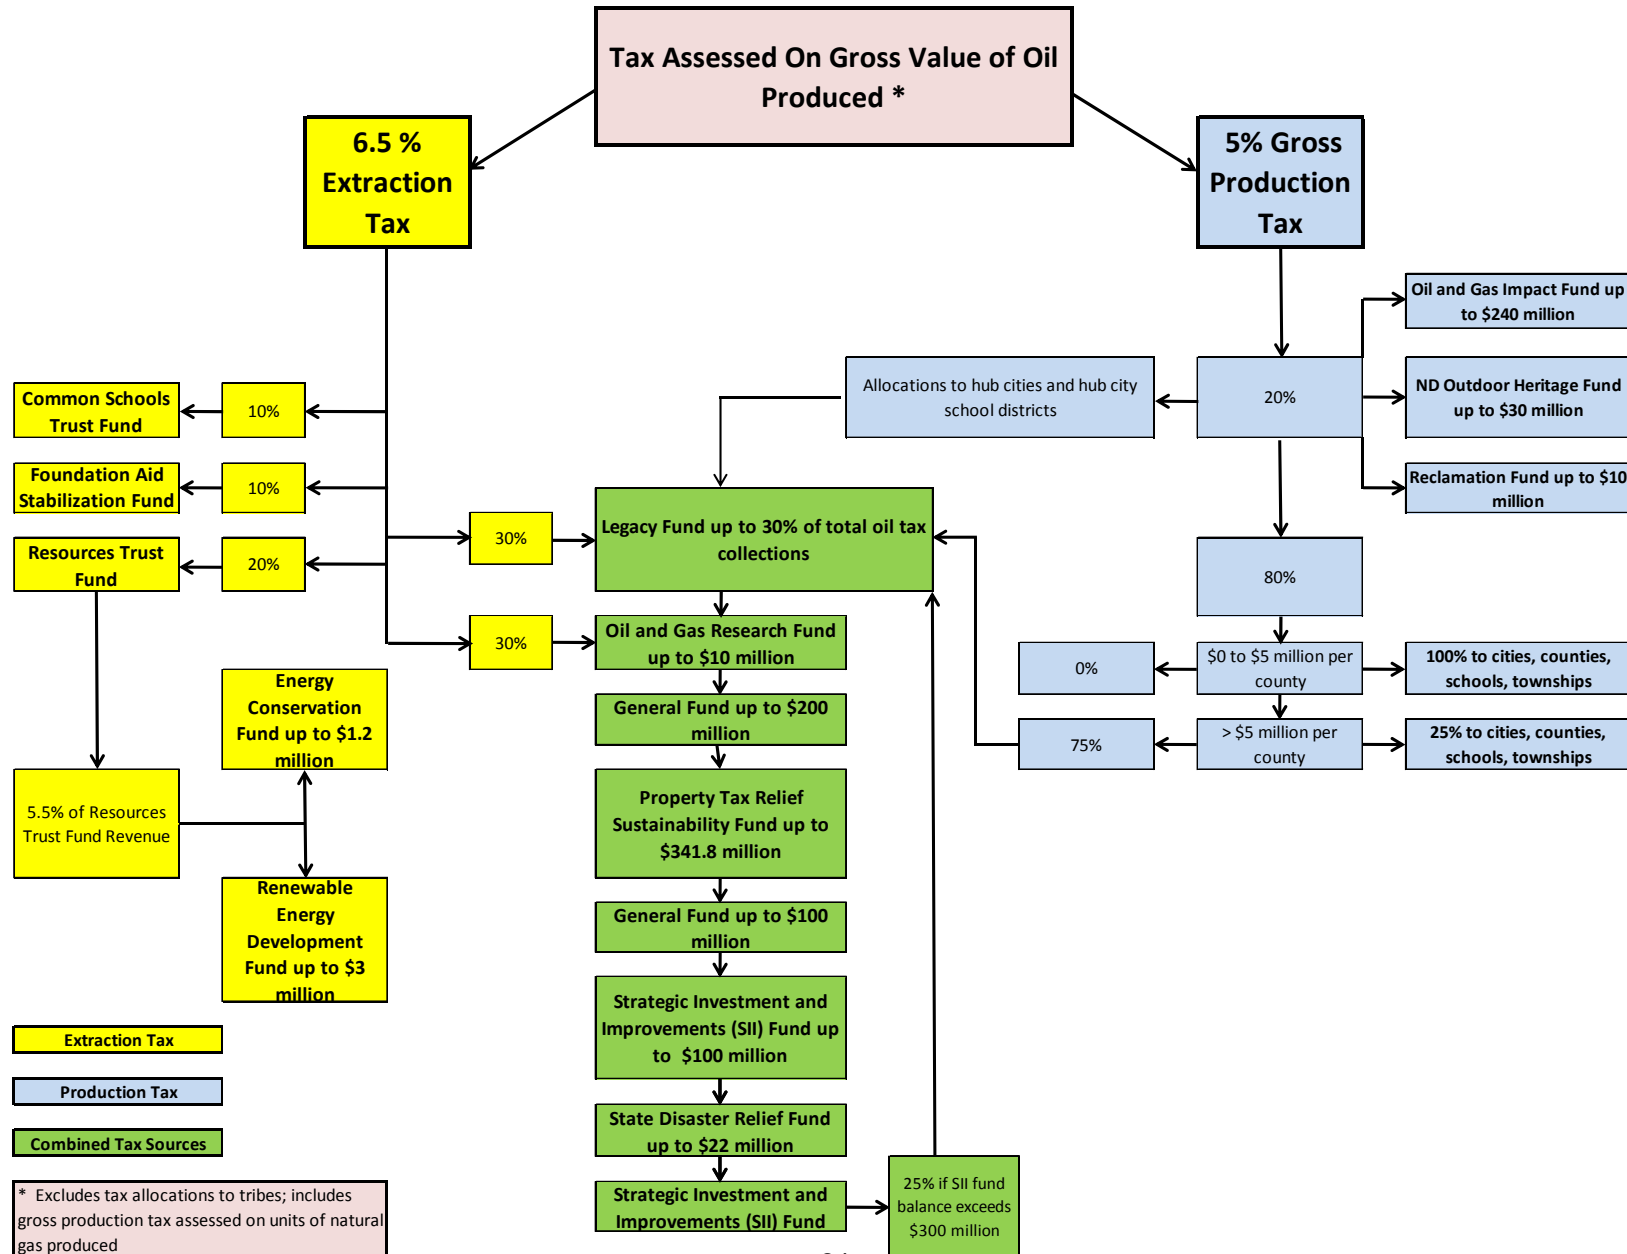 Tax Assessed On Gross Value of Oil
Produced *
6.5 %
Extraction
Tax
5% Gross
Production
Tax
Oil and Gas Impact Fund up
to $240 million
Allocations to hub cities and hub city
school districts
20%
ND Outdoor Heritage Fund
up to $30 million
Reclamation Fund up to $10
million
Common Schools
Trust Fund
10%
Foundation Aid
Stabilization Fund
10%
Resources Trust
Fund
20%
30%
Legacy Fund up to 30% of total oil tax
collections
80%
30%
Oil and Gas Research Fund
up to $10 million
0%
$0 to $5 million per
county
100% to cities, counties,
schools, townships
General Fund up to $200
million
75%
> $5 million per
county
25% to cities, counties,
schools, townships
Energy
Conservation
Fund up to $1.2
million
5.5% of Resources
Trust Fund Revenue
Renewable
Energy
Development
Fund up to $3
million
Property Tax Relief
Sustainability Fund up to
$341.8 million
General Fund up to $100
million
Strategic Investment and
Improvements (SII) Fund up
to $100 million
State Disaster Relief Fund
up to $22 million
Strategic Investment and
Improvements (SII) Fund
25% if SII fund
balance exceeds
$300 million
Extraction Tax
Production Tax
Combined Tax Sources
* Excludes tax allocations to tribes; includes
gross production tax assessed on units of natural
gas produced